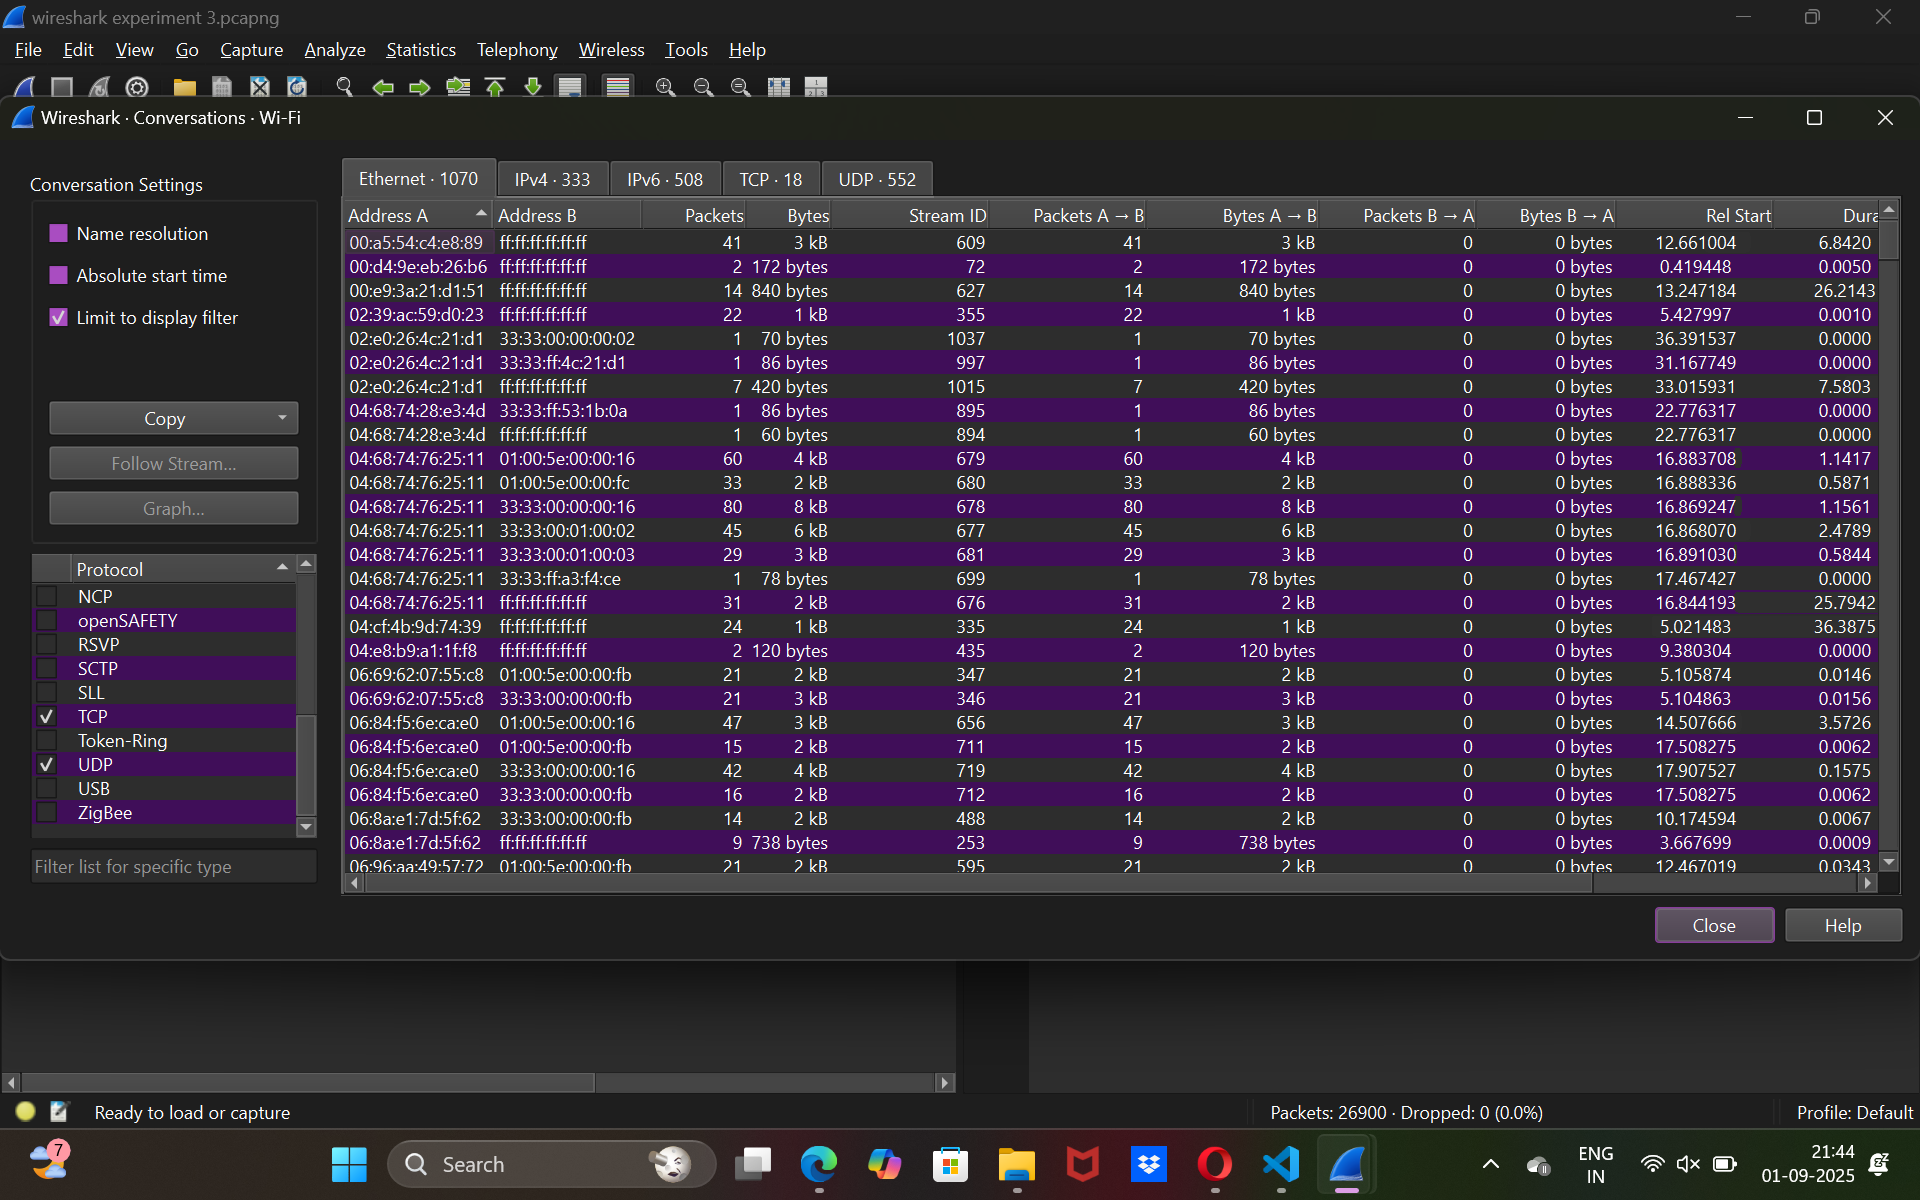 wireshark experiment 3.pcapng
File Edit View Go Capture Analyze Statistics Telephony Wireless Tools Help
Wireshark · Conversations · Wi-Fi
Conversation Settings
Name resolution
Absolute start time
Limit to display filter
Copy
Follow Stream...
Graph...
Protocol
NCP
openSAFETY
RSVP
SCTP
SLL
TCP
Token-Ring
UDP
USB
ZigBee
Filter list for specific type
Ethernet · 1070 IPv4 · 333 IPv6 · 508 TCP · 18 UDP · 552
Address A Address B Packets Bytes Stream ID Packets A → B Bytes A → B Packets B → A Bytes B → A Rel Start Dura
00:a5:54:c4:e8:89 ff:ff:ff:ff:ff:ff 41 3 kB 609 41 3 kB 0 0 bytes 12.661004 6.8420
00:d4:9e:eb:26:b6 ff:ff:ff:ff:ff:ff 2 172 bytes 72 2 172 bytes 0 0 bytes 0.419448 0.0050
00:e9:3a:21:d1:51 ff:ff:ff:ff:ff:ff 14 840 bytes 627 14 840 bytes 0 0 bytes 13.247184 26.2143
02:39:ac:59:d0:23 ff:ff:ff:ff:ff:ff 22 1 kB 355 22 1 kB 0 0 bytes 5.427997 0.0010
02:e0:26:4c:21:d1 33:33:00:00:00:02 1 70 bytes 1037 1 70 bytes 0 0 bytes 36.391537 0.0000
02:e0:26:4c:21:d1 33:33:ff:4c:21:d1 1 86 bytes 997 1 86 bytes 0 0 bytes 31.167749 0.0000
02:e0:26:4c:21:d1 ff:ff:ff:ff:ff:ff 7 420 bytes 1015 7 420 bytes 0 0 bytes 33.015931 7.5803
04:68:74:28:e3:4d 33:33:ff:53:1b:0a 1 86 bytes 895 1 86 bytes 0 0 bytes 22.776317 0.0000
04:68:74:28:e3:4d ff:ff:ff:ff:ff:ff 1 60 bytes 894 1 60 bytes 0 0 bytes 22.776317 0.0000
04:68:74:76:25:11 01:00:5e:00:00:16 60 4 kB 679 60 4 kB 0 0 bytes 16.883708 1.1417
04:68:74:76:25:11 01:00:5e:00:00:fc 33 2 kB 680 33 2 kB 0 0 bytes 16.888336 0.5871
04:68:74:76:25:11 33:33:00:00:00:16 80 8 kB 678 80 8 kB 0 0 bytes 16.869247 1.1561
04:68:74:76:25:11 33:33:00:01:00:02 45 6 kB 677 45 6 kB 0 0 bytes 16.868070 2.4789
04:68:74:76:25:11 33:33:00:01:00:03 29 3 kB 681 29 3 kB 0 0 bytes 16.891030 0.5844
04:68:74:76:25:11 33:33:ff:a3:f4:ce 1 78 bytes 699 1 78 bytes 0 0 bytes 17.467427 0.0000
04:68:74:76:25:11 ff:ff:ff:ff:ff:ff 31 2 kB 676 31 2 kB 0 0 bytes 16.844193 25.7942
04:cf:4b:9d:74:39 ff:ff:ff:ff:ff:ff 24 1 kB 335 24 1 kB 0 0 bytes 5.021483 36.3875
04:e8:b9:a1:1f:f8 ff:ff:ff:ff:ff:ff 2 120 bytes 435 2 120 bytes 0 0 bytes 9.380304 0.0000
06:69:62:07:55:c8 01:00:5e:00:00:fb 21 2 kB 347 21 2 kB 0 0 bytes 5.105874 0.0146
06:69:62:07:55:c8 33:33:00:00:00:fb 21 2 kB 346 21 2 kB 0 0 bytes 5.104863 0.0156
06:84:f5:6e:ca:e0 01:00:5e:00:00:16 47 3 kB 656 47 3 kB 0 0 bytes 14.507666 3.5726
06:84:f5:6e:ca:e0 01:00:5e:00:00:fb 15 2 kB 711 15 2 kB 0 0 bytes 17.508275 0.0062
06:84:f5:6e:ca:e0 33:33:00:00:00:16 42 4 kB 719 42 4 kB 0 0 bytes 17.907527 0.1575
06:84:f5:6e:ca:e0 33:33:00:00:00:fb 16 2 kB 712 16 2 kB 0 0 bytes 17.508275 0.0062
06:8a:e1:7d:5f:62 33:33:00:00:00:fb 14 2 kB 488 14 2 kB 0 0 bytes 10.174594 0.0067
06:8a:e1:7d:5f:62 ff:ff:ff:ff:ff:ff 9 738 bytes 253 9 738 bytes 0 0 bytes 3.667699 0.0009
06:96:aa:49:57:72 01:00:5e:00:00:fb 21 2 kB 595 21 2 kB 0 0 bytes 12.467019 0.0343
Close Help
Ready to load or capture Packets: 26900 · Dropped: 0 (0.0%) Profile: Default
7 Search ENG IN 21:44 01-09-2025